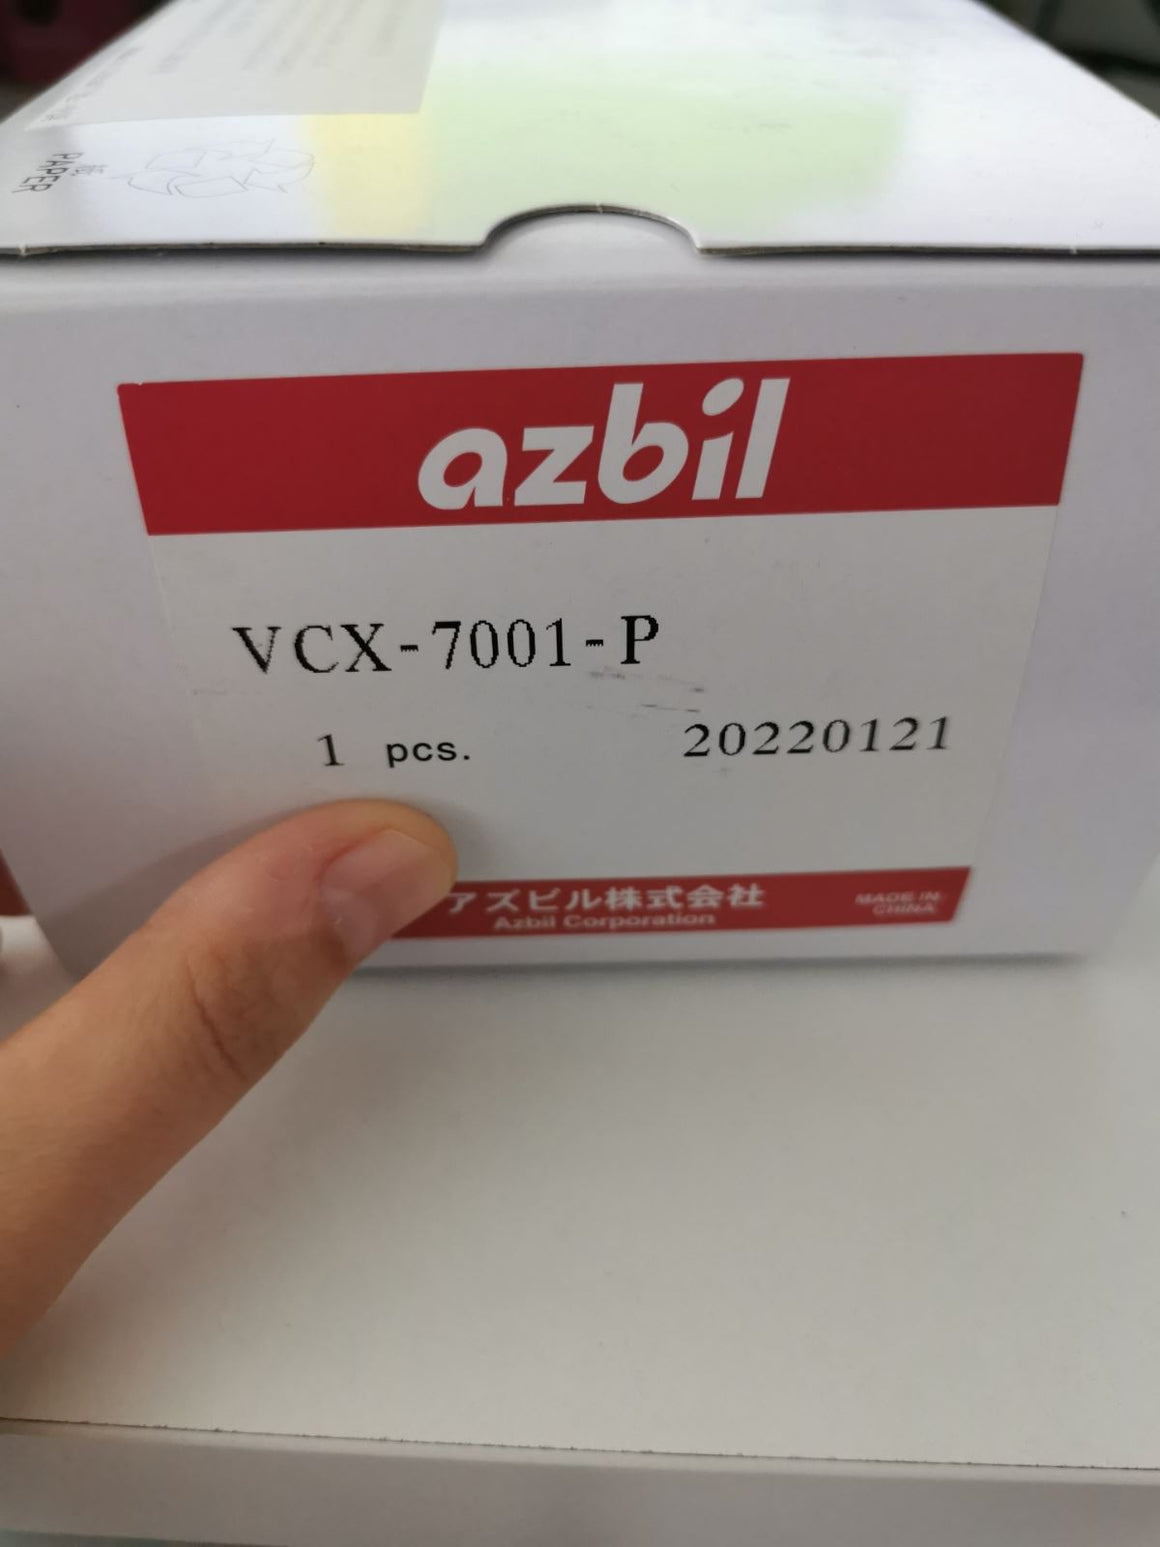 紙
PAPER
azbil
VCX-7001-P
1 pcs. 20220121
アズビル株式会社
Azbil Corporation
MADE IN
CHINA